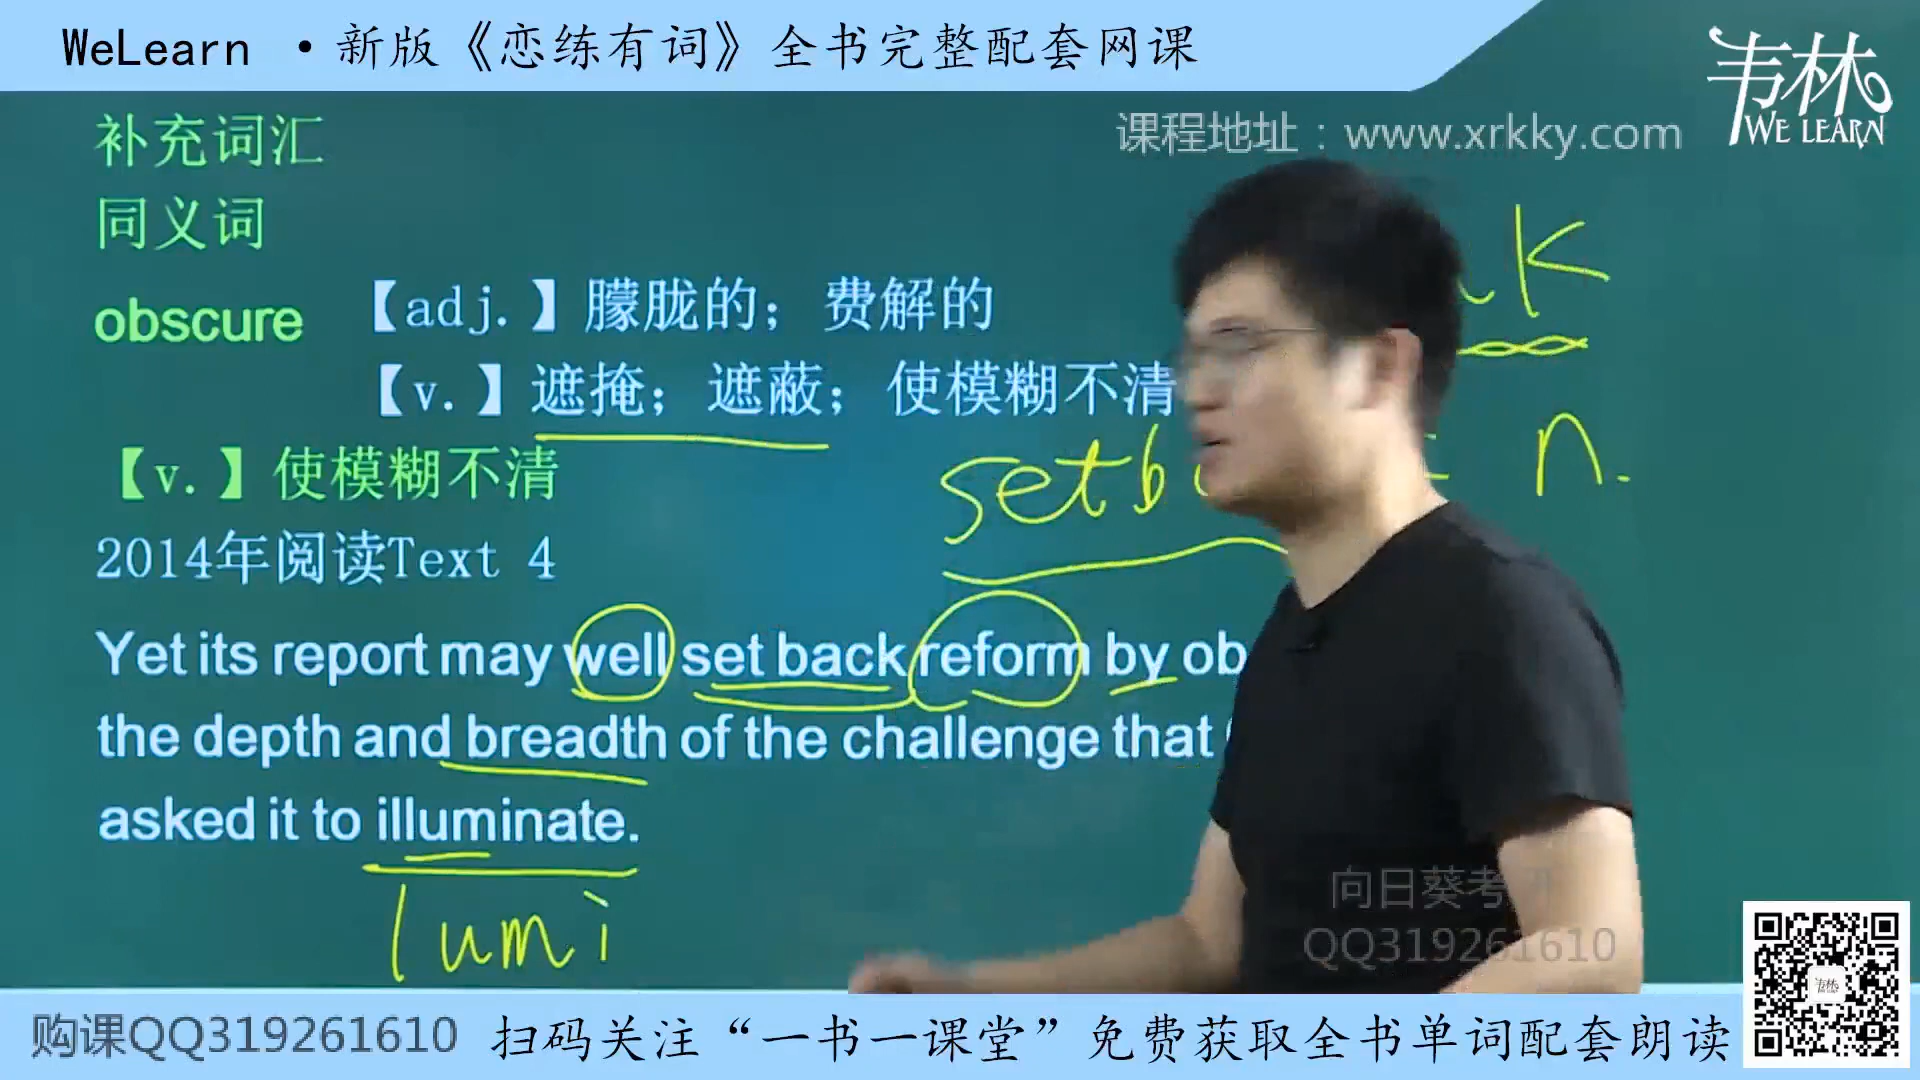 WeLearn ·新版《恋练有词》全书完整配套网课
韦林
WE LEARN
课程地址：www.xrkky.com
补充词汇
同义词
obscure 【adj.】朦胧的；费解的
【v.】遮掩；遮蔽；使模糊不清
k
setb n.
【v.】使模糊不清
2014年阅读Text 4
Yet its report may well set back reform by ob
the depth and breadth of the challenge that
asked it to illuminate.
lumi
向日葵考
QQ319261610
韦林
购课QQ319261610 扫码关注“一书一课堂”免费获取全书单词配套朗读